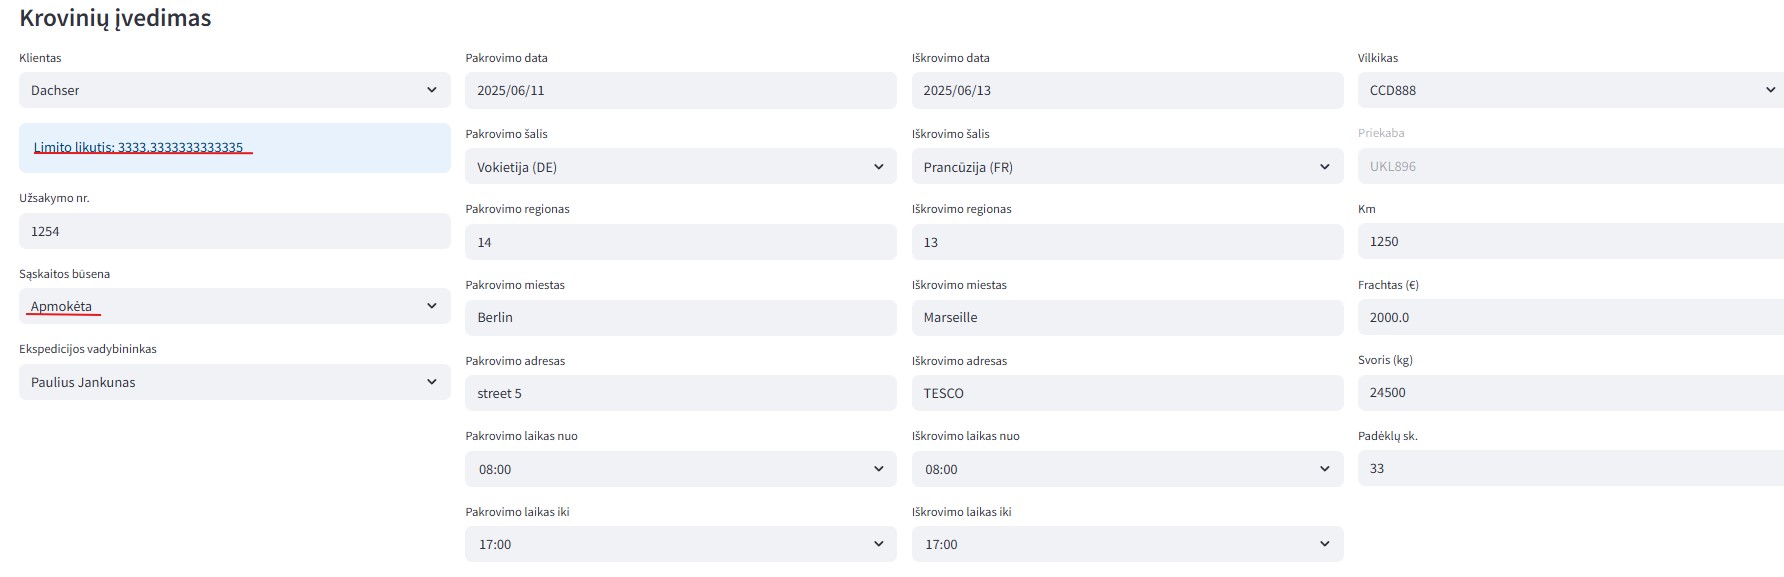 Krovinių įvedimas
Klientas
Dachser
Limito likutis: 3333.3333333333335
Užsakymo nr.
1254
Sąskaitos būsena
Apmokėta
Ekspedicijos vadybininkas
Paulius Jankunas
Pakrovimo data
2025/06/11
Pakrovimo šalis
Vokietija (DE)
Pakrovimo regionas
14
Pakrovimo miestas
Berlin
Pakrovimo adresas
street 5
Pakrovimo laikas nuo
08:00
Pakrovimo laikas iki
17:00
Iškrovimo data
2025/06/13
Iškrovimo šalis
Prancūzija (FR)
Iškrovimo regionas
13
Iškrovimo miestas
Marseille
Iškrovimo adresas
TESCO
Iškrovimo laikas nuo
08:00
Iškrovimo laikas iki
17:00
Vilkikas
CCD888
Priekaba
UKL896
Km
1250
Frachtas (€)
2000.0
Svoris (kg)
24500
Padėklų sk.
33